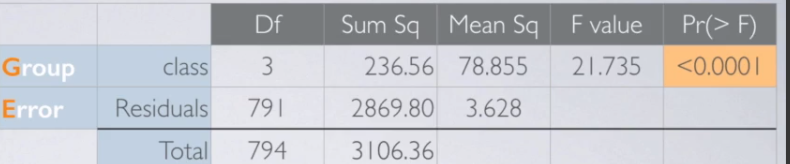 Df Sum Sq Mean Sq F value Pr(> F)
Group class 3 236.56 78.855 21.735 <0.0001
Error Residuals 791 2869.80 3.628
Total 794 3106.36